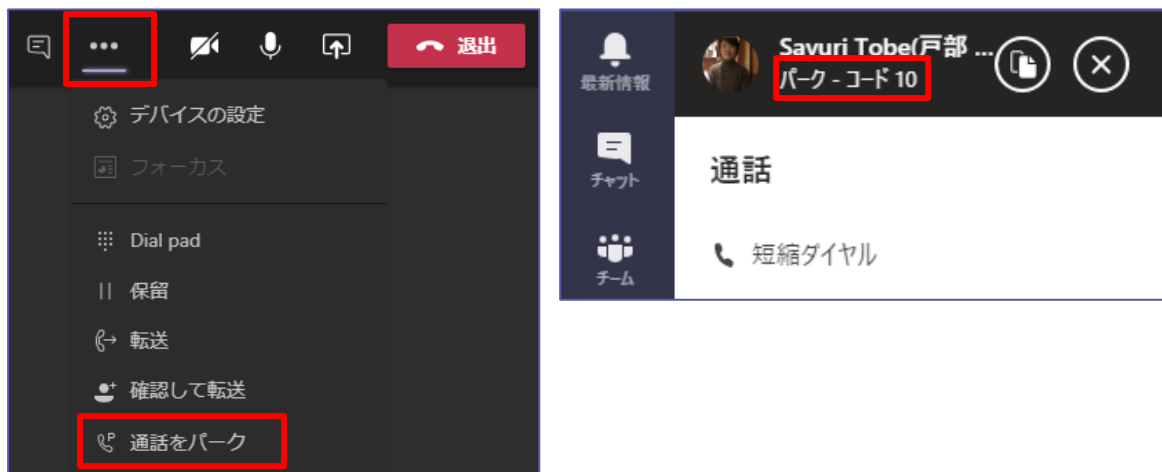 退出
デバイスの設定
フォーカス
Dial pad
保留
転送
確認して転送
通話をパーク
最新情報
チャット
チーム
Sayuri Tobe(戸部 ...
パーク - コード 10
通話
短縮ダイヤル